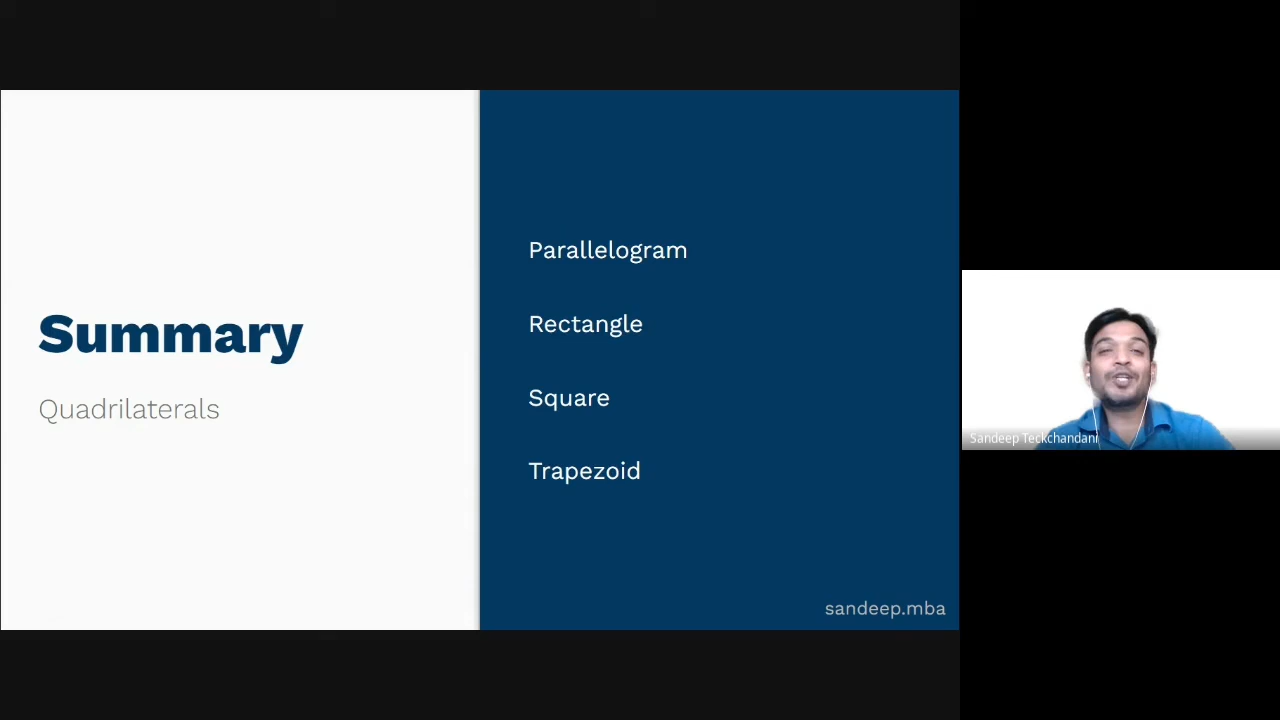 Summary
Quadrilaterals
Parallelogram
Rectangle
Square
Trapezoid
sandeep.mba
Sandeep Teckchandani